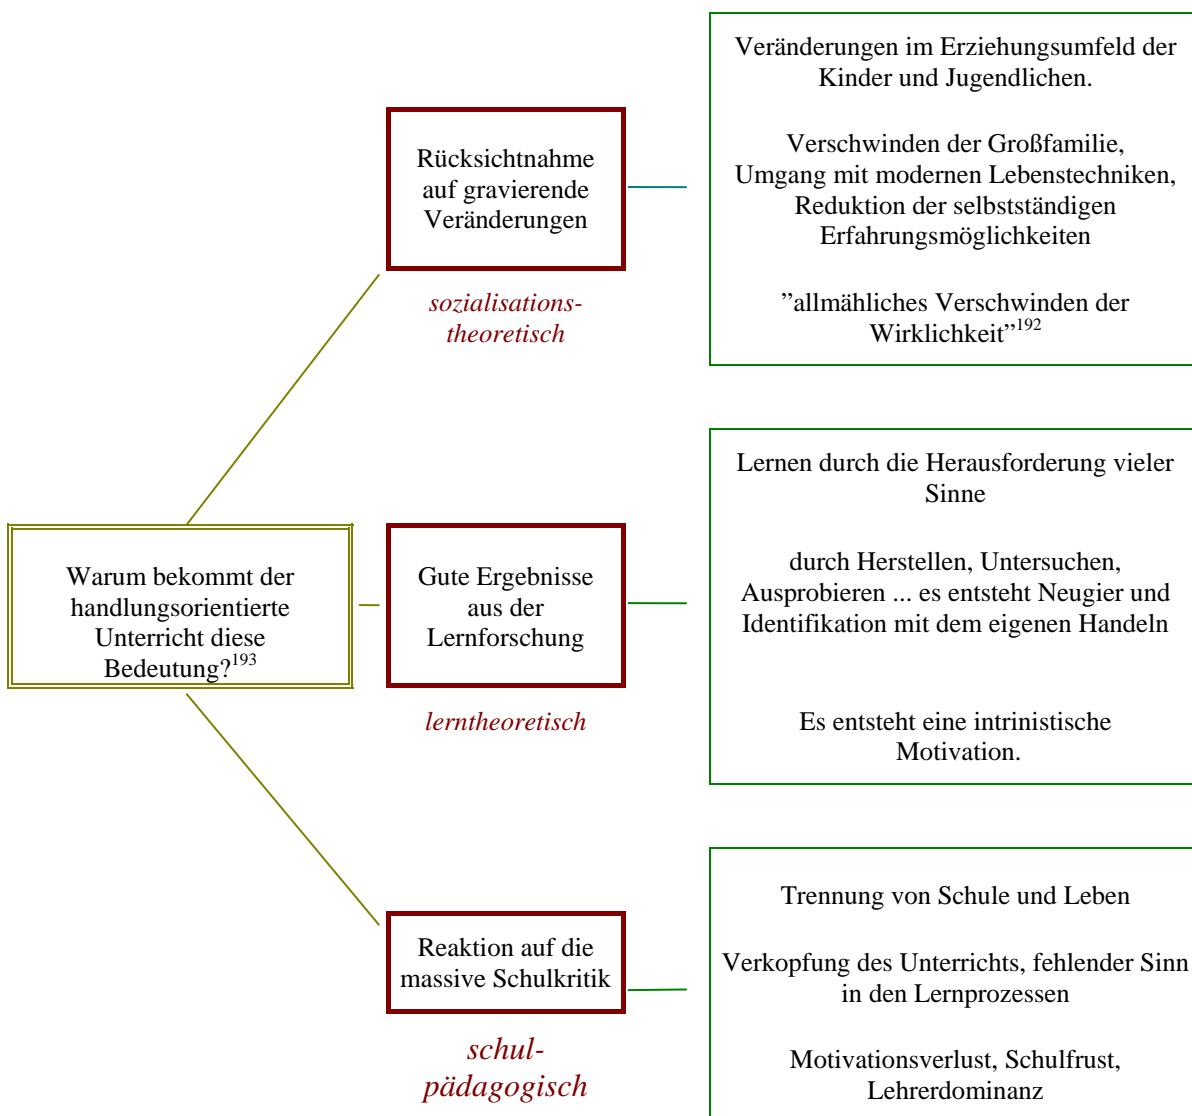 Warum bekommt der
handlungsorientierte
Unterricht diese
Bedeutung?193
Rücksichtnahme
auf gravierende
Veränderungen
sozialisations-
theoretisch
Veränderungen im Erziehungsumfeld der
Kinder und Jugendlichen.
Verschwinden der Großfamilie,
Umgang mit modernen Lebenstechniken,
Reduktion der selbstständigen
Erfahrungsmöglichkeiten
”allmähliches Verschwinden der
Wirklichkeit”192
Gute Ergebnisse
aus der
Lernforschung
lerntheoretisch
Lernen durch die Herausforderung vieler
Sinne
durch Herstellen, Untersuchen,
Ausprobieren ... es entsteht Neugier und
Identifikation mit dem eigenen Handeln
Es entsteht eine intrinistische
Motivation.
Reaktion auf die
massive Schulkritik
schul-
pädagogisch
Trennung von Schule und Leben
Verkopfung des Unterrichts, fehlender Sinn
in den Lernprozessen
Motivationsverlust, Schulfrust,
Lehrerdominanz